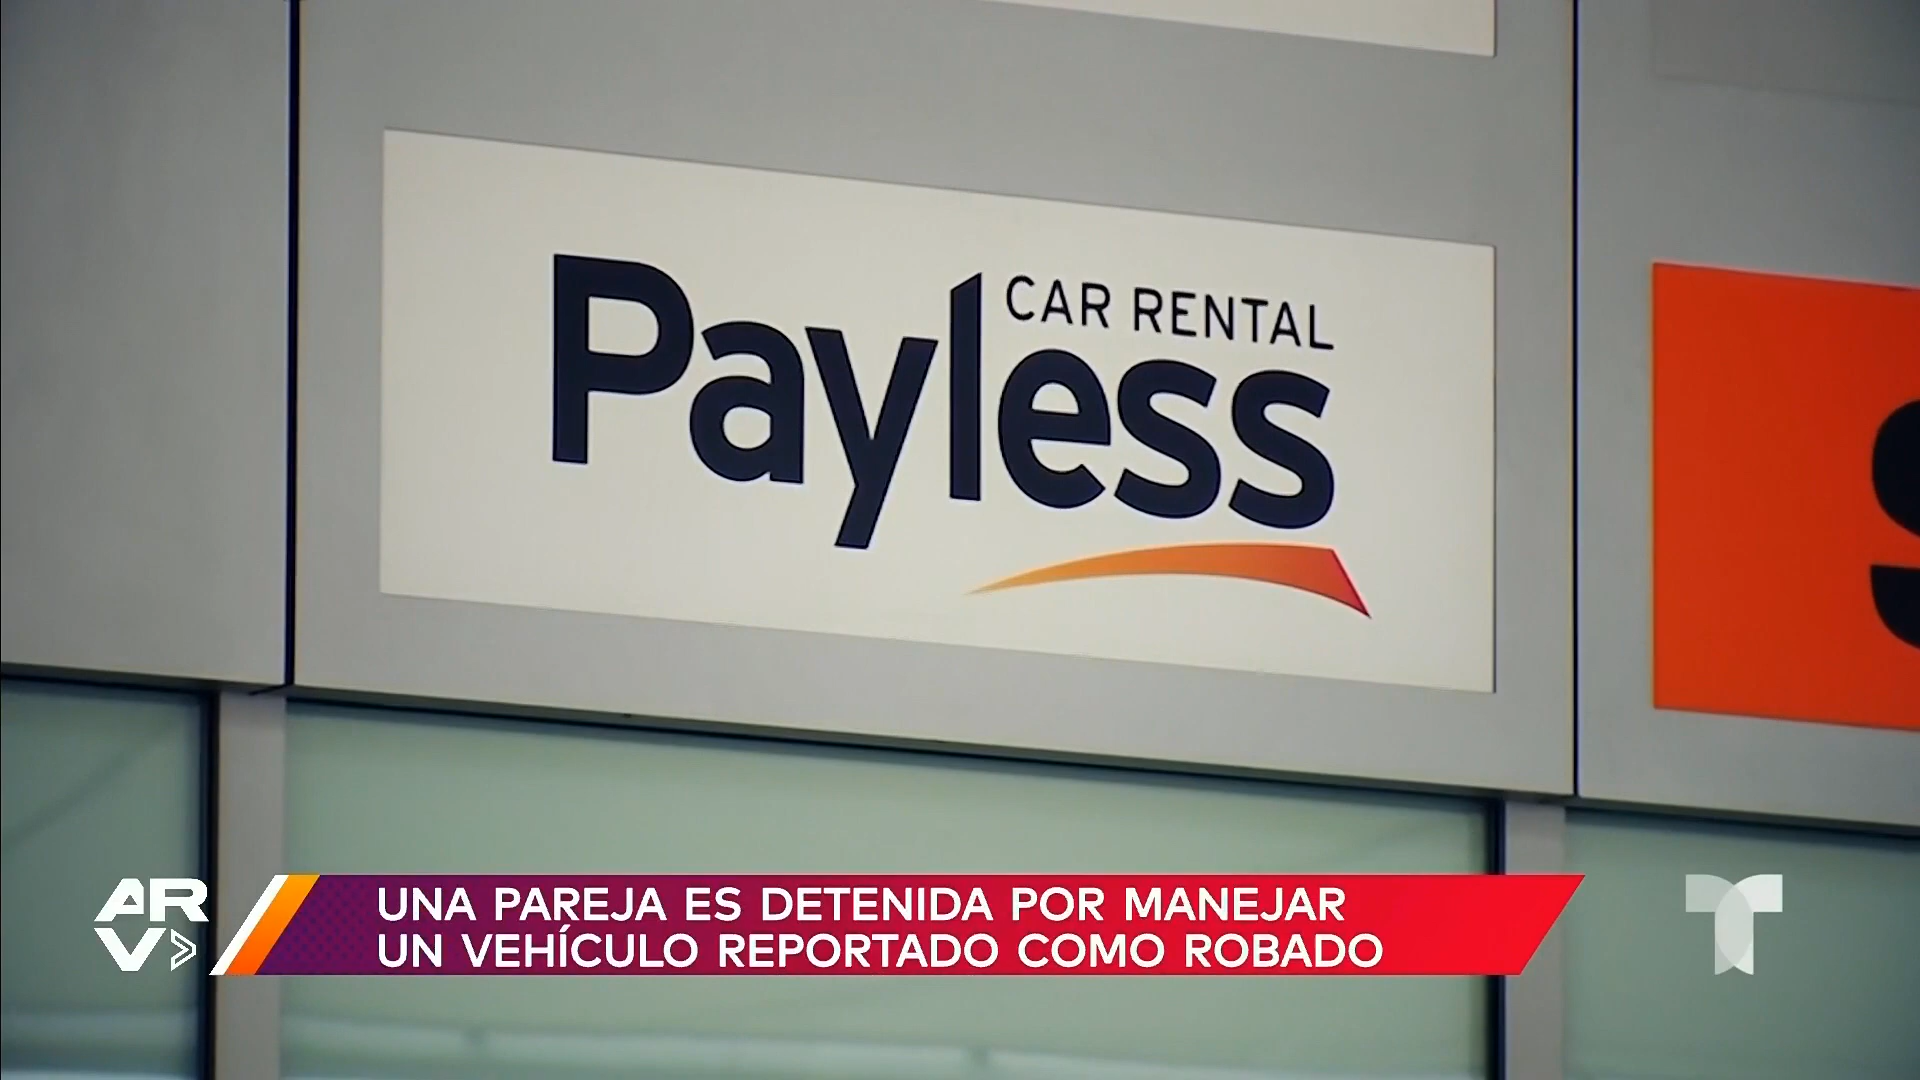 CAR RENTAL
Payless
S
ARV
UNA PAREJA ES DETENIDA POR MANEJAR
UN VEHÍCULO REPORTADO COMO ROBADO
T